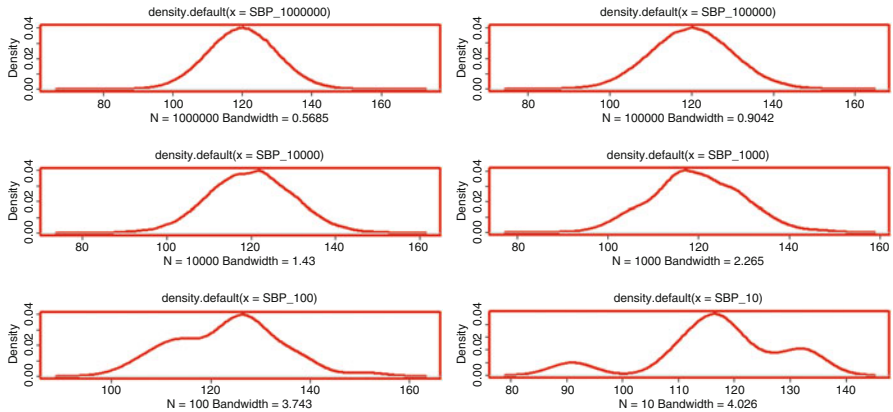 density.default(x = SBP_1000000)
Density
0.00 0.02 0.04
80 100 120 140 160
N = 1000000 Bandwidth = 0.5685
density.default(x = SBP_100000)
Density
0.00 0.02 0.04
80 100 120 140 160
N = 100000 Bandwidth = 0.9042
density.default(x = SBP_10000)
Density
0.00 0.02 0.04
80 100 120 140 160
N = 10000 Bandwidth = 1.43
density.default(x = SBP_1000)
Density
0.00 0.02 0.04
80 100 120 140 160
N = 1000 Bandwidth = 2.265
density.default(x = SBP_100)
Density
0.00 0.02 0.04
100 120 140 160
N = 100 Bandwidth = 3.743
density.default(x = SBP_10)
Density
0.00 0.02 0.04
80 90 100 110 120 130 140
N = 10 Bandwidth = 4.026